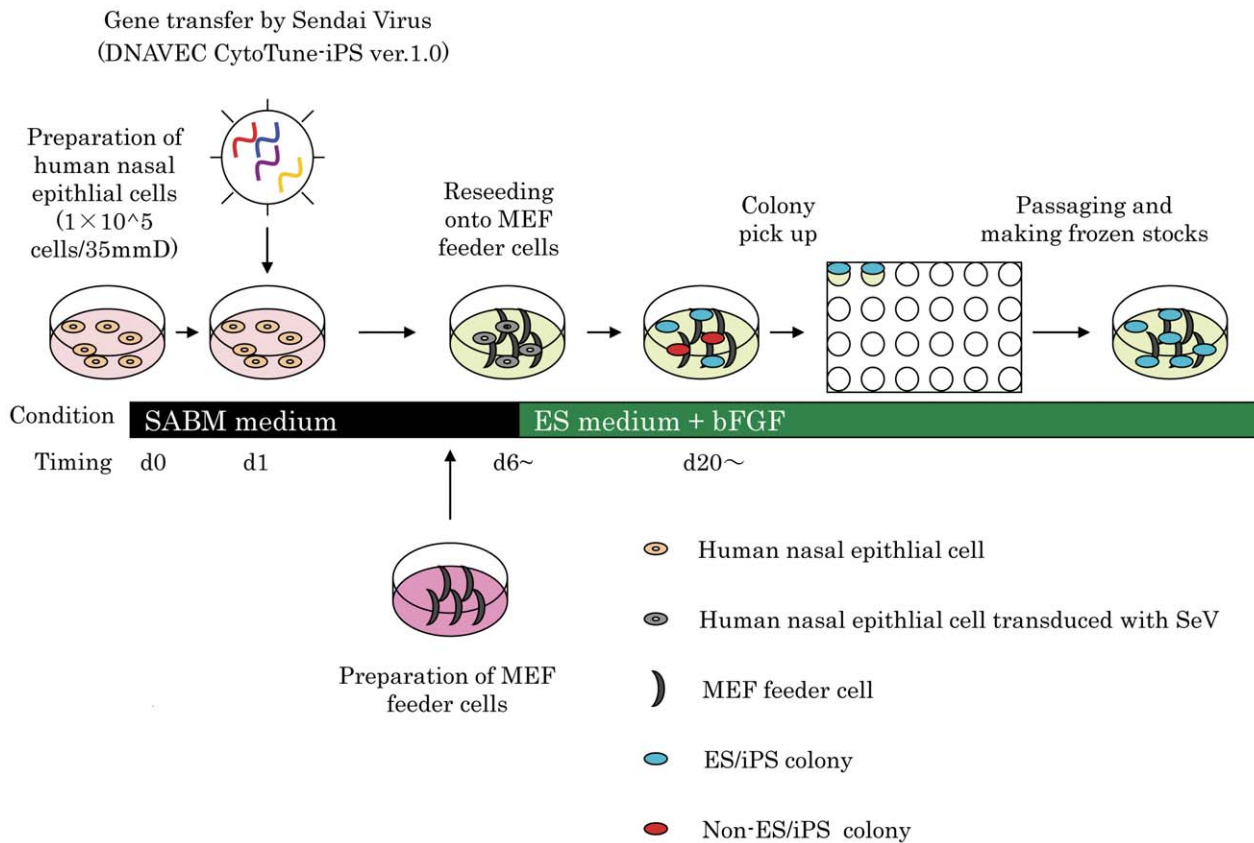 Gene transfer by Sendai Virus
(DNAVEC CytoTune-iPS ver.1.0)
Preparation of
human nasal
epithlial cells
(1×10^5
cells/35mmD)
Reseeding
onto MEF
feeder cells
Colony
pick up
Passaging and
making frozen stocks
Condition
SABM medium
ES medium + bFGF
Timing
d0
d1
d6~
d20~
Preparation of MEF
feeder cells
Human nasal epithlial cell
Human nasal epithlial cell transduced with SeV
MEF feeder cell
ES/iPS colony
Non-ES/iPS colony